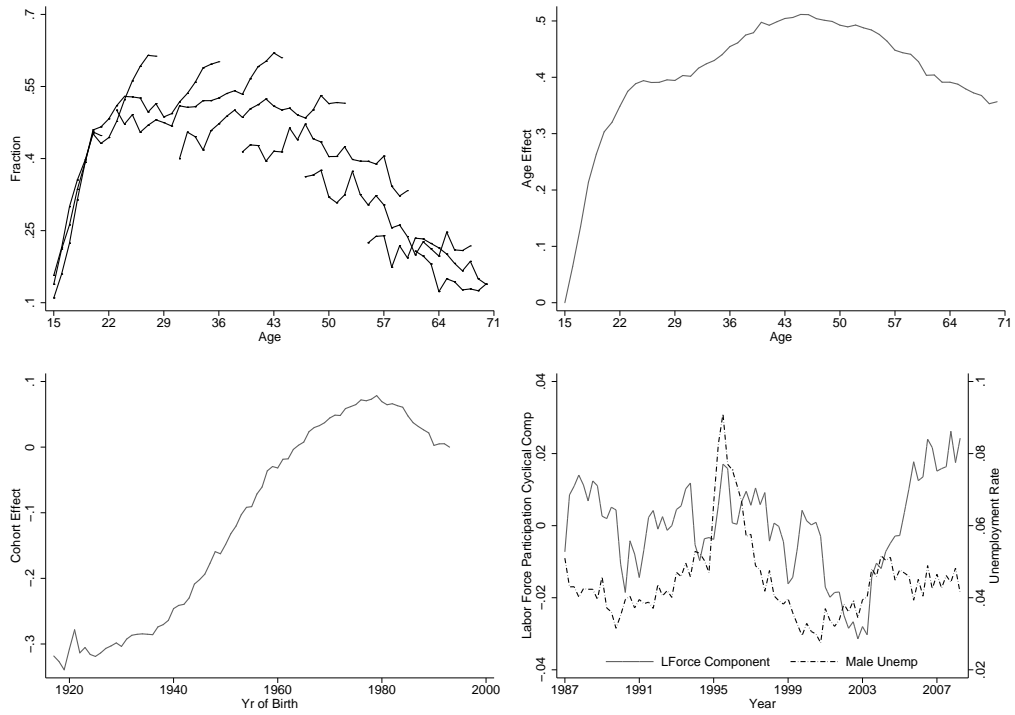 .7
.55
.4
.25
.1
Fraction
15 22 29 36 43 50 57 64 71
Age
.5
.4
.3
.2
.1
0
Age Effect
15 22 29 36 43 50 57 64 71
Age
.1
0
-.1
-.2
-.3
Cohort Effect
1920 1940 1960 1980 2000
Yr of Birth
.04
.02
0
-.02
-.04
Labor Force Participation Cyclical Comp
.1
.08
.06
.04
.02
Unemployment Rate
LForce Component Male Unemp
1987 1991 1995 1999 2003 2007
Year